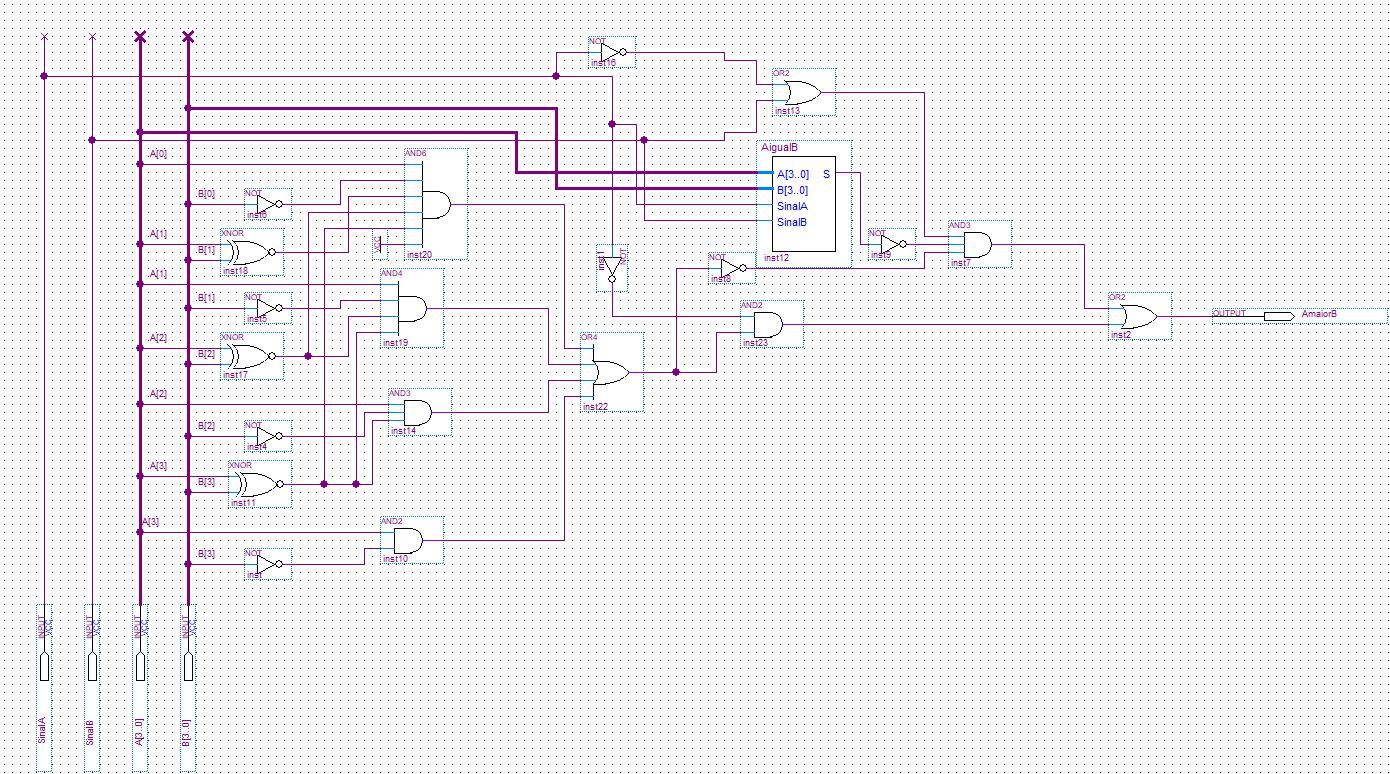 NOT
inst16
OR2
inst13
AND6
AigualB
A[0]
A[3..0] S
B[0]
NOT
B[3..0]
inst6
SinalA
A[1]
XNOR
SinalB
AND3
B[1]
VCC
inst20
inst1
NOT
NOT
inst9
inst7
inst18
NOT
inst8
inst12
A[1]
AND4
B[1]
NOT
inst5
AND2
OR2
OUTPUT
AmaiorB
A[2]
XNOR
inst19
OR4
inst23
inst2
B[2]
inst17
A[2]
AND3
inst22
B[2]
NOT
inst14
inst4
A[3]
XNOR
B[3]
inst11
A[3]
AND2
B[3]
NOT
inst10
inst
INPUT
VCC
INPUT
VCC
INPUT
VCC
INPUT
VCC
SinalA
SinalB
A[3..0]
B[3..0]